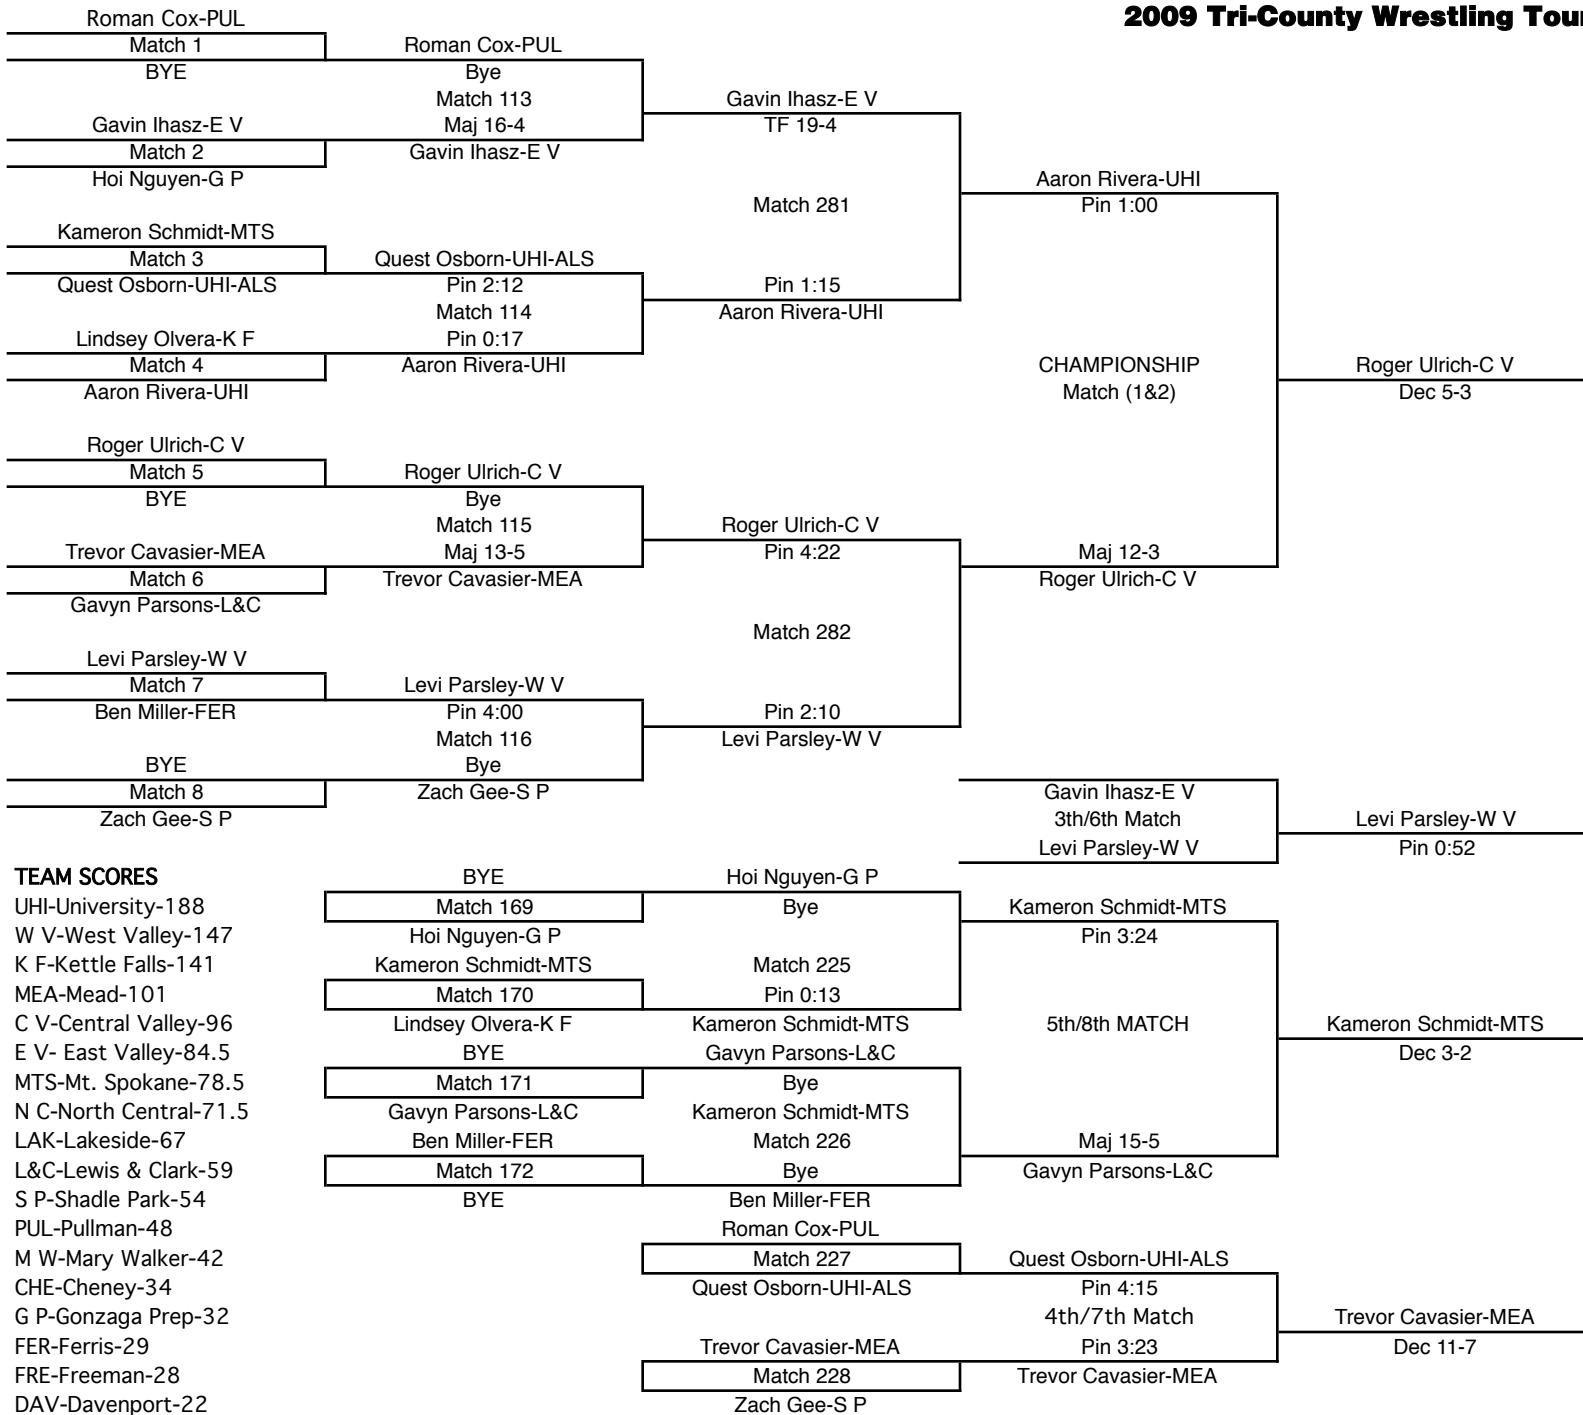 2009 Tri-County Wrestling Tour
Roman Cox-PUL
Match 1
BYE
Gavin Ihasz-E V
Match 2
Hoi Nguyen-G P
Kameron Schmidt-MTS
Match 3
Quest Osborn-UHI-ALS
Lindsey Olvera-K F
Match 4
Aaron Rivera-UHI
Roger Ulrich-C V
Match 5
BYE
Trevor Cavasier-MEA
Match 6
Gavyn Parsons-L&C
Levi Parsley-W V
Match 7
Ben Miller-FER
BYE
Match 8
Zach Gee-S P
Roman Cox-PUL
Bye
Match 113
Maj 16-4
Gavin Ihasz-E V
Quest Osborn-UHI-ALS
Pin 2:12
Match 114
Pin 0:17
Aaron Rivera-UHI
Roger Ulrich-C V
Bye
Match 115
Maj 13-5
Trevor Cavasier-MEA
Levi Parsley-W V
Pin 4:00
Match 116
Bye
Zach Gee-S P
Gavin Ihasz-E V
TF 19-4
Match 281
Pin 1:15
Aaron Rivera-UHI
Roger Ulrich-C V
Pin 4:22
Match 282
Pin 2:10
Levi Parsley-W V
Aaron Rivera-UHI
Pin 1:00
CHAMPIONSHIP
Match (1&2)
Maj 12-3
Roger Ulrich-C V
Roger Ulrich-C V
Dec 5-3
Gavin Ihasz-E V
3th/6th Match
Levi Parsley-W V
Levi Parsley-W V
Pin 0:52
TEAM SCORES
UHI-University-188
W V-West Valley-147
K F-Kettle Falls-141
MEA-Mead-101
C V-Central Valley-96
E V- East Valley-84.5
MTS-Mt. Spokane-78.5
N C-North Central-71.5
LAK-Lakeside-67
L&C-Lewis & Clark-59
S P-Shadle Park-54
PUL-Pullman-48
M W-Mary Walker-42
CHE-Cheney-34
G P-Gonzaga Prep-32
FER-Ferris-29
FRE-Freeman-28
DAV-Davenport-22
BYE
Match 169
Hoi Nguyen-G P
Kameron Schmidt-MTS
Match 170
Lindsey Olvera-K F
BYE
Match 171
Gavyn Parsons-L&C
Ben Miller-FER
Match 172
BYE
Hoi Nguyen-G P
Bye
Match 225
Pin 0:13
Kameron Schmidt-MTS
Gavyn Parsons-L&C
Bye
Kameron Schmidt-MTS
Match 226
Bye
Ben Miller-FER
Roman Cox-PUL
Match 227
Quest Osborn-UHI-ALS
Trevor Cavasier-MEA
Match 228
Zach Gee-S P
Kameron Schmidt-MTS
Pin 3:24
5th/8th MATCH
Maj 15-5
Gavyn Parsons-L&C
Quest Osborn-UHI-ALS
Pin 4:15
4th/7th Match
Pin 3:23
Trevor Cavasier-MEA
Kameron Schmidt-MTS
Dec 3-2
Trevor Cavasier-MEA
Dec 11-7